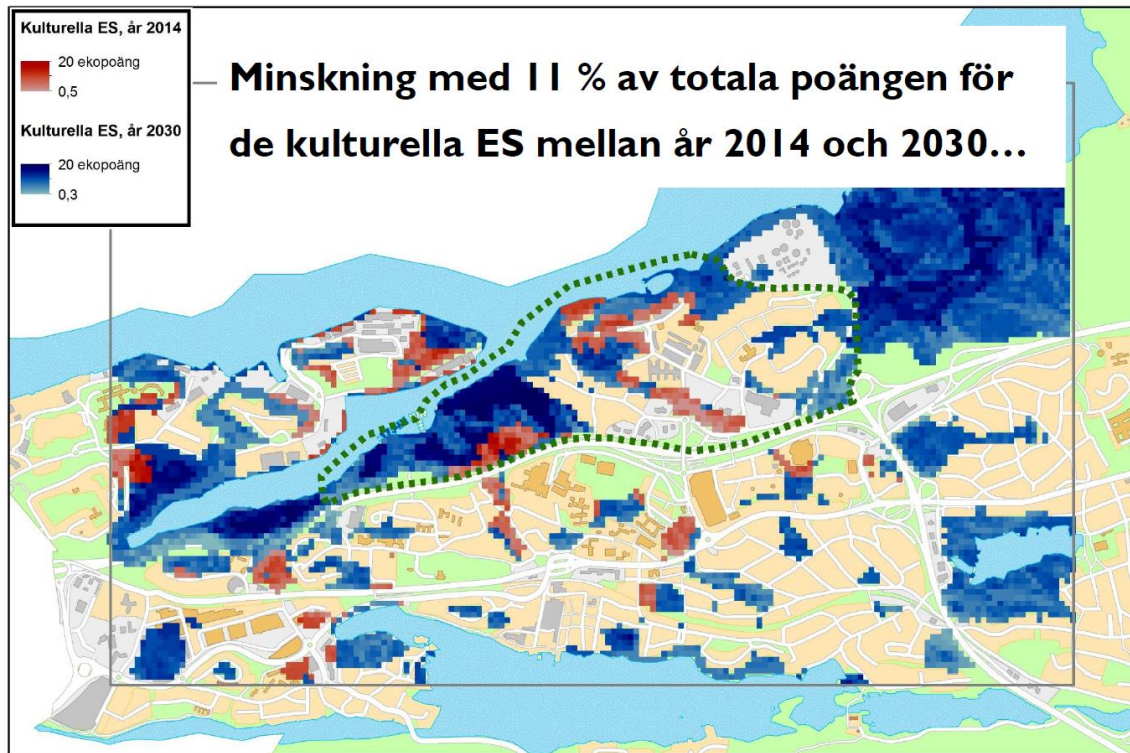 Kulturella ES, år 2014
20 ekopoäng
0,5
Kulturella ES, år 2030
20 ekopoäng
0,3
Minskning med 11 % av totala poängen för
de kulturella ES mellan år 2014 och 2030...